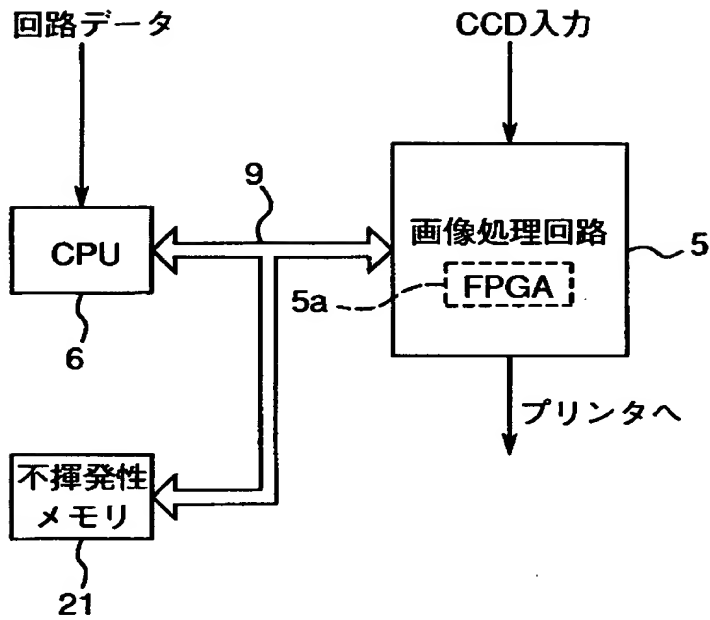 回路データ
CCD入力
9
CPU
画像処理回路
5
5a
FPGA
6
プリンタへ
不揮発性
メモリ
21